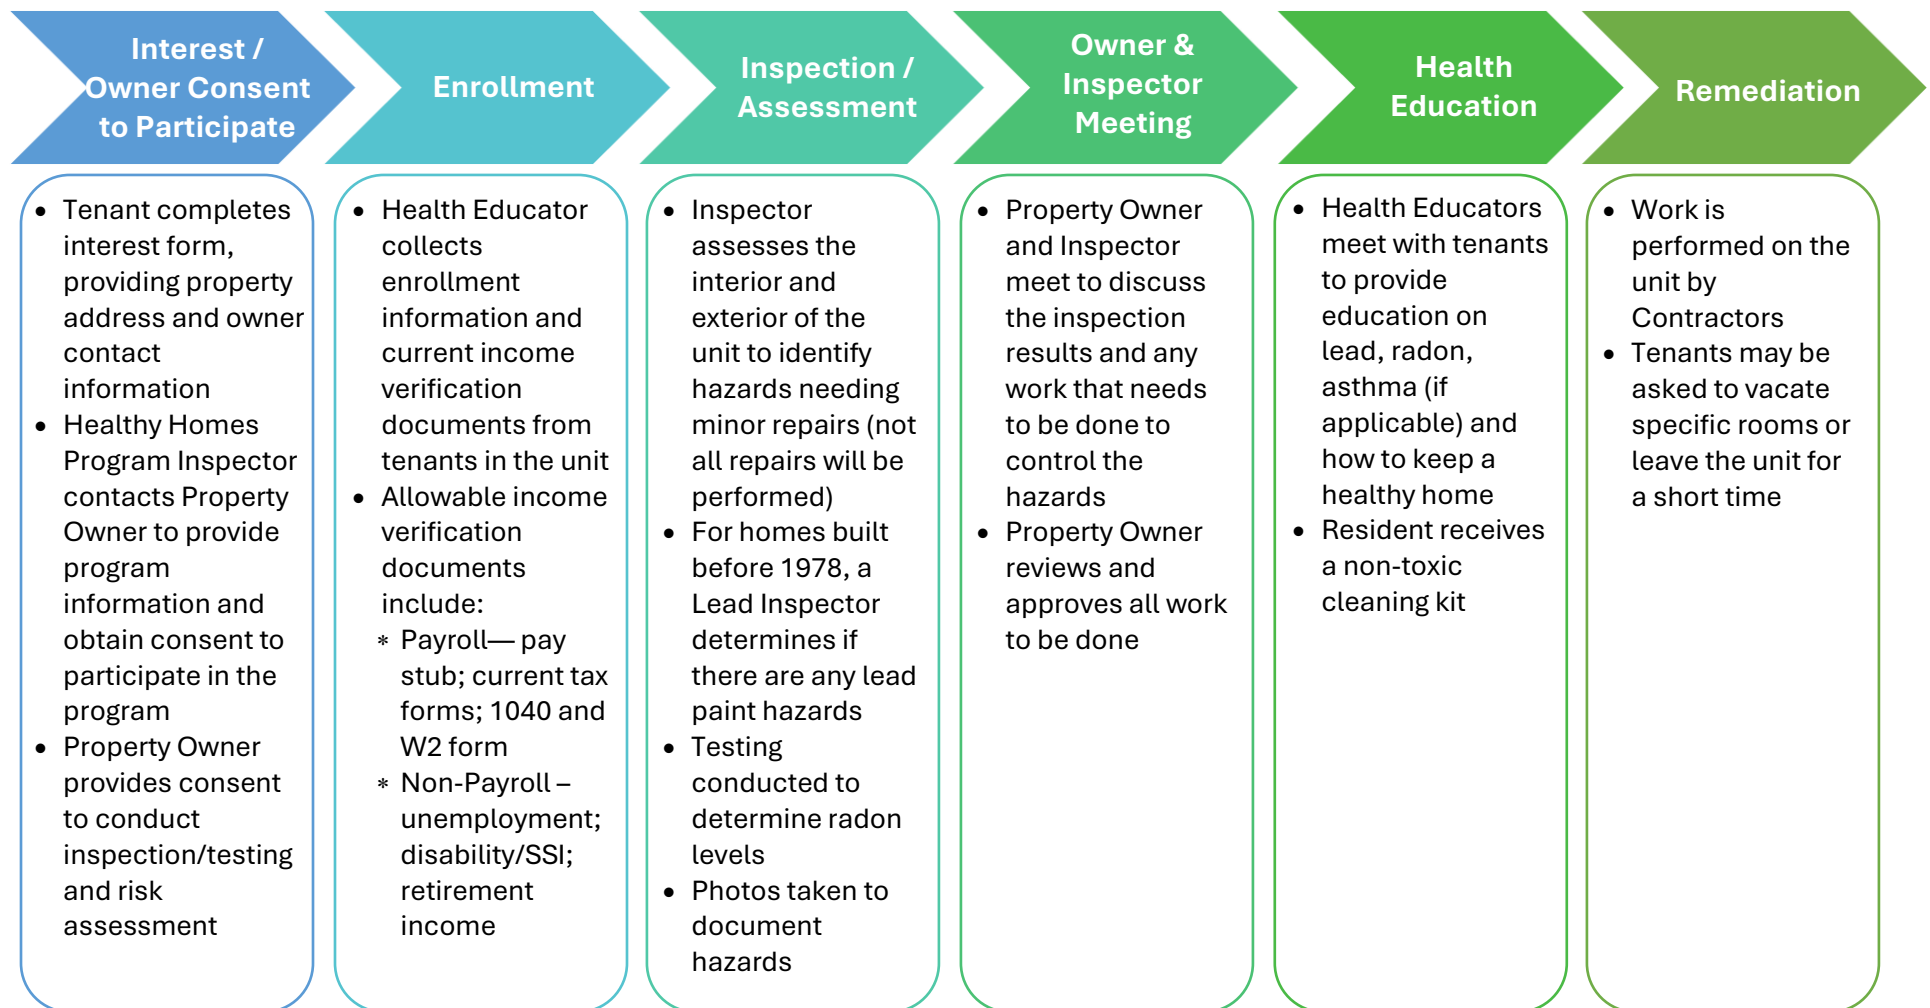 Interest /
Owner Consent
to Participate
Enrollment
Inspection /
Assessment
Owner &
Inspector
Meeting
Health
Education
Remediation
• Tenant completes
interest form,
providing property
address and owner
contact
information
• Healthy Homes
Program Inspector
contacts Property
Owner to provide
program
information and
obtain consent to
participate in the
program
• Property Owner
provides consent
to conduct
inspection/testing
and risk
assessment
• Health Educator
collects
enrollment
information and
current income
verification
documents from
tenants in the unit
• Allowable income
verification
documents
include:
* Payroll— pay
stub; current tax
forms; 1040 and
W2 form
* Non-Payroll –
unemployment;
disability/SSI;
retirement
income
• Inspector
assesses the
interior and
exterior of the
unit to identify
hazards needing
minor repairs (not
all repairs will be
performed)
• For homes built
before 1978, a
Lead Inspector
determines if
there are any lead
paint hazards
• Testing
conducted to
determine radon
levels
• Photos taken to
document
hazards
• Property Owner
and Inspector
meet to discuss
the inspection
results and any
work that needs
to be done to
control the
hazards
• Property Owner
reviews and
approves all work
to be done
• Health Educators
meet with tenants
to provide
education on
lead, radon,
asthma (if
applicable) and
how to keep a
healthy home
• Resident receives
a non-toxic
cleaning kit
• Work is
performed on the
unit by
Contractors
• Tenants may be
asked to vacate
specific rooms or
leave the unit for
a short time